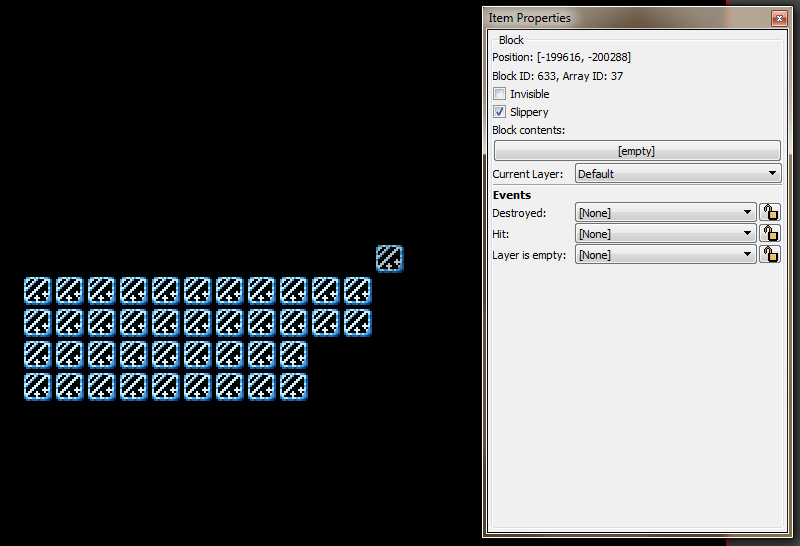 Item Properties
Block
Position: [-199616, -200288]
Block ID: 633, Array ID: 37
Invisible
Slippery
Block contents:
[empty]
Current Layer: Default
Events
Destroyed: [None]
Hit: [None]
Layer is empty: [None]